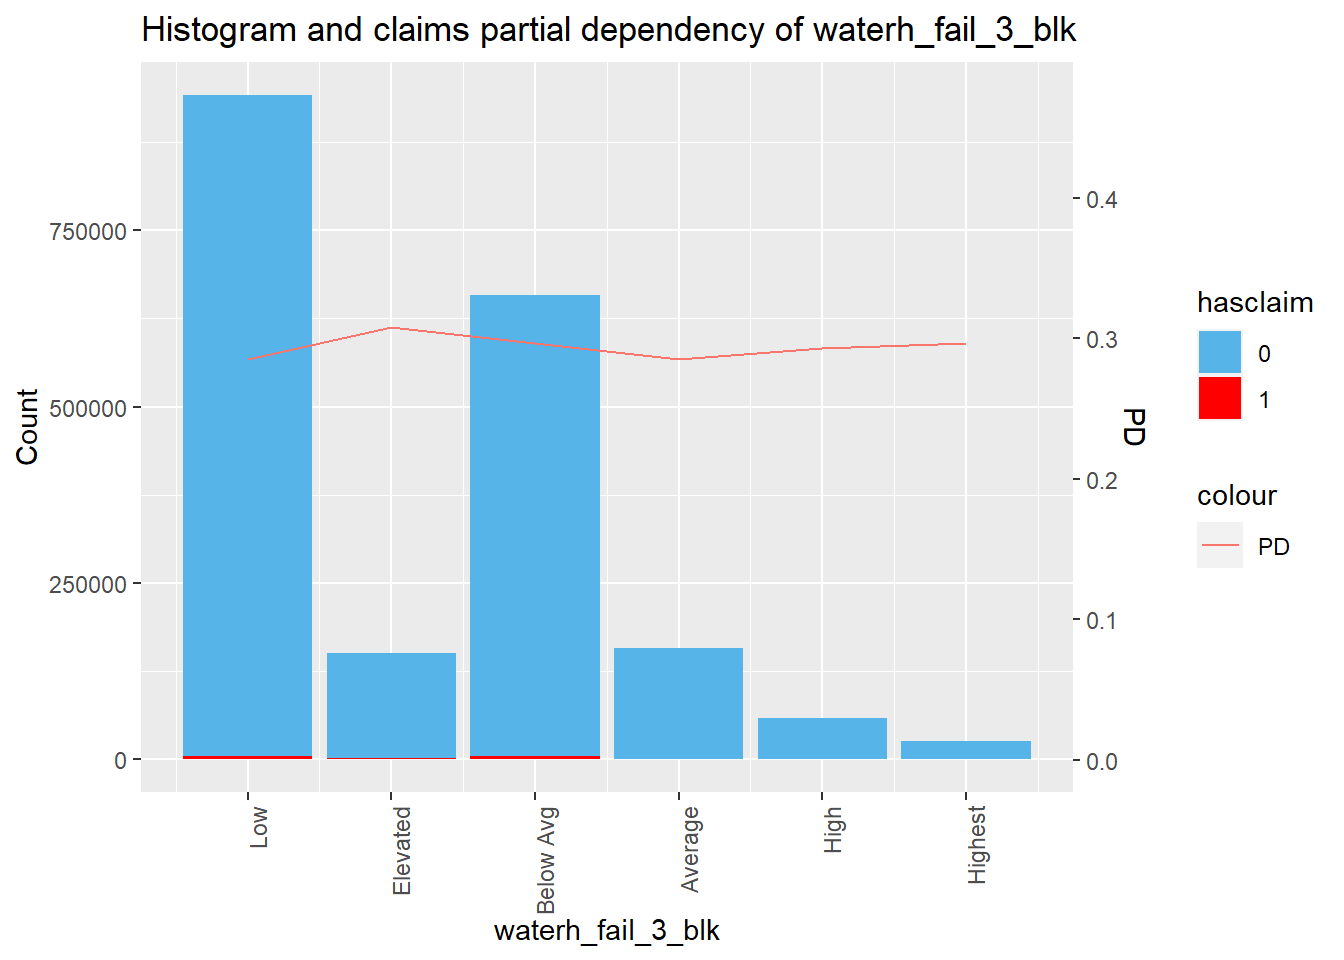 Histogram and claims partial dependency of waterh_fail_3_blk
Count
750000
500000
250000
0
0.4
0.3
0.2
0.1
0.0
PD
Low
Elevated
Below Avg
Average
High
Highest
waterh_fail_3_blk
hasclaim
0
1
colour
PD